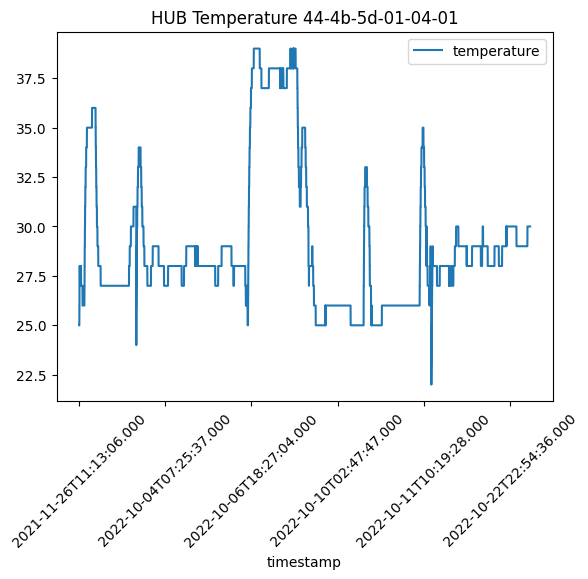 HUB Temperature 44-4b-5d-01-04-01
temperature
37.5
35.0
32.5
30.0
27.5
25.0
22.5
2021-11-26T11:13:06.000
2022-10-04T07:25:37.000
2022-10-06T18:27:04.000
2022-10-10T02:47:47.000
2022-10-11T10:19:28.000
2022-10-22T22:54:36.000
timestamp